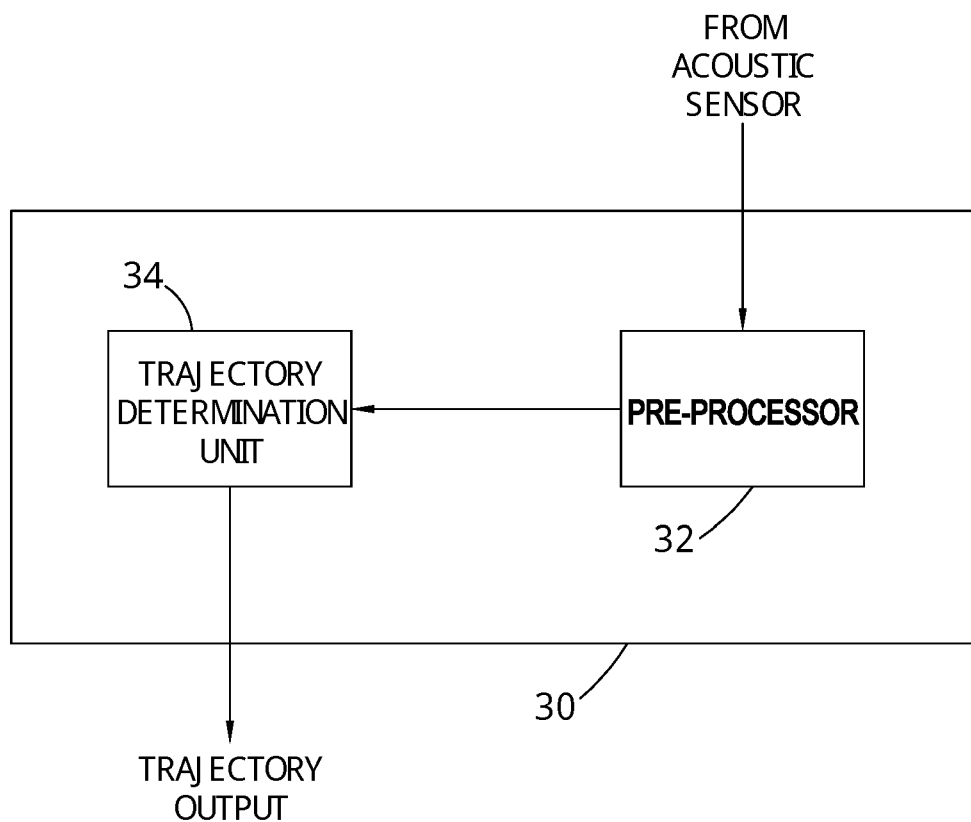 FROM
ACOUSTIC
SENSOR
34
TRAJECTORY
DETERMINATION
UNIT
PRE-PROCESSOR
32
30
TRAJECTORY
OUTPUT